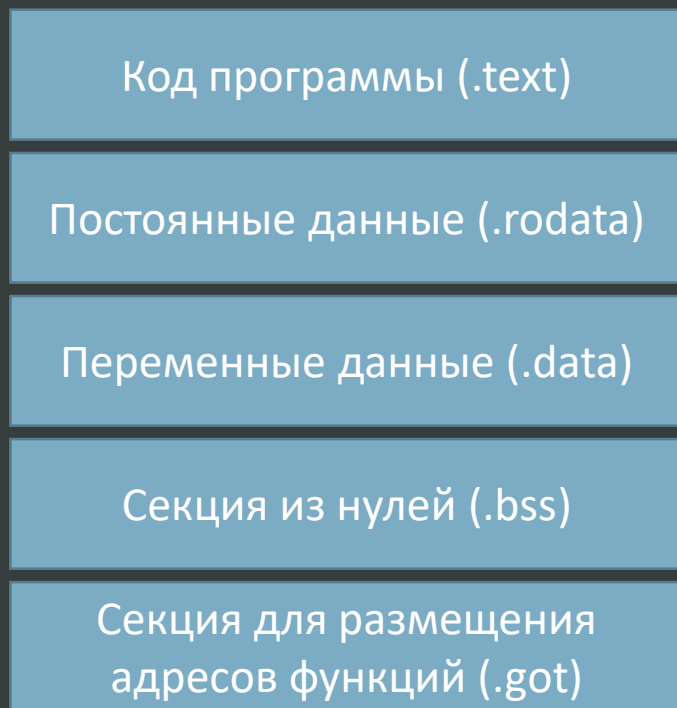 Код программы (.text)
Постоянные данные (.rodata)
Переменные данные (.data)
Секция из нулей (.bss)
Секция для размещения
адресов функций (.got)